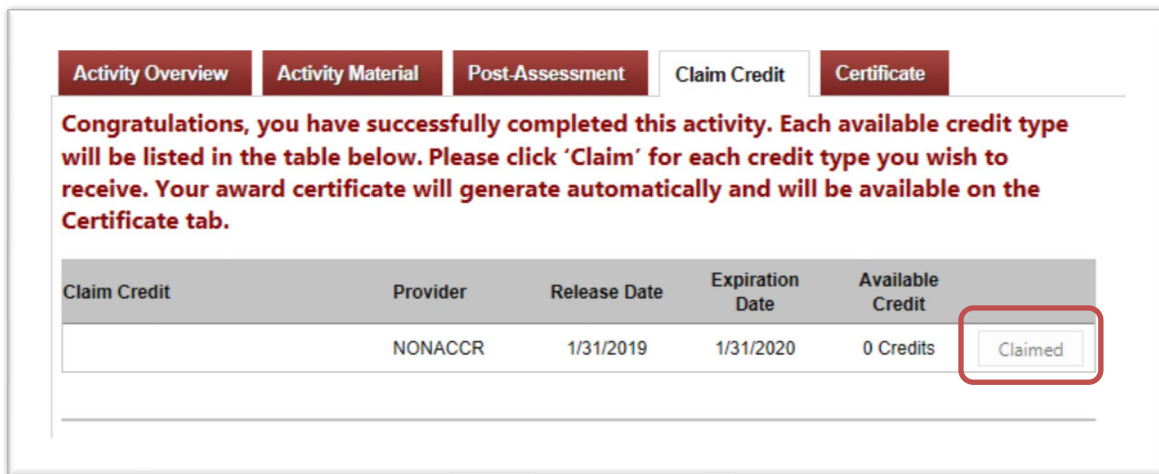 Activity Overview Activity Material Post-Assessment Claim Credit Certificate
Congratulations, you have successfully completed this activity. Each available credit type
will be listed in the table below. Please click ‘Claim’ for each credit type you wish to
receive. Your award certificate will generate automatically and will be available on the
Certificate tab.
Claim Credit Provider Release Date Expiration Date Available Credit
NONACCR 1/31/2019 1/31/2020 0 Credits Claimed